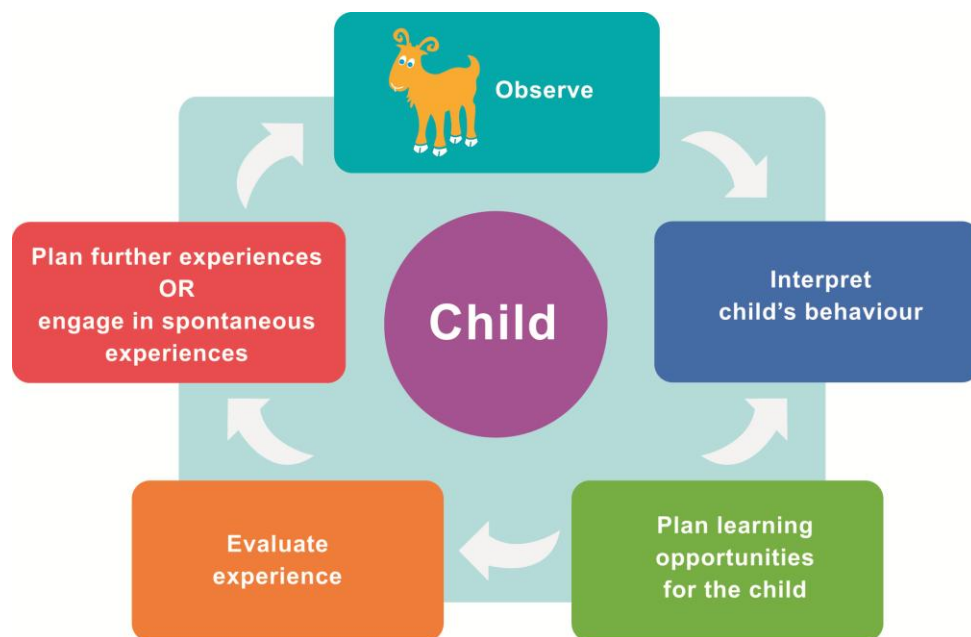 Observe
Interpret
child’s behaviour
Plan learning
opportunities
for the child
Evaluate
experience
Plan further experiences
OR
engage in spontaneous
experiences
Child